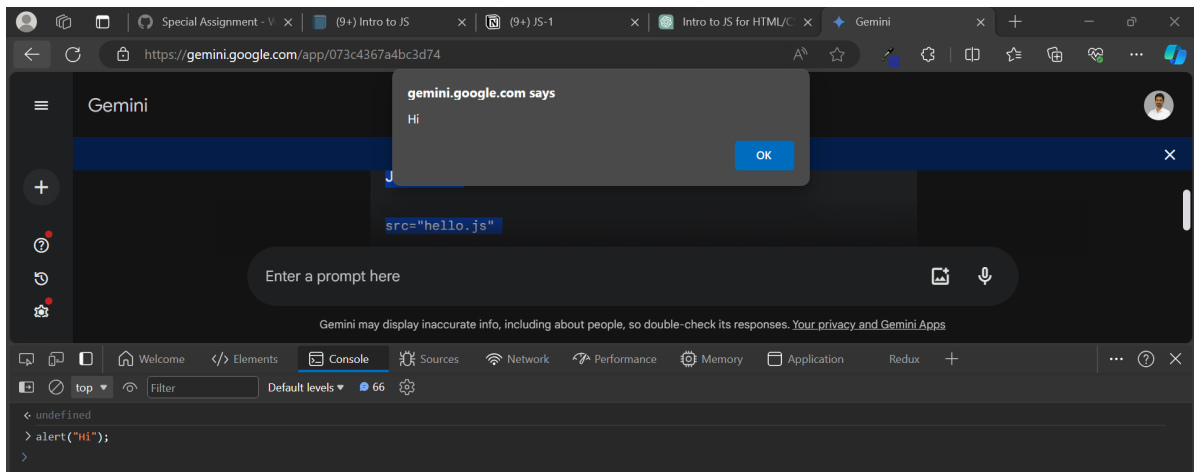 Special Assignment - W
(9+) Intro to JS
(9+) JS-1
Intro to JS for HTML/C
Gemini
https://gemini.google.com/app/073c4367a4bc3d74
Gemini
gemini.google.com says
Hi
OK
J
src="hello.js"
Enter a prompt here
Gemini may display inaccurate info, including about people, so double-check its responses. Your privacy and Gemini Apps
Welcome </> Elements Console Sources Network Performance Memory Application Redux
top Filter Default levels 66
undefined
alert("Hi");